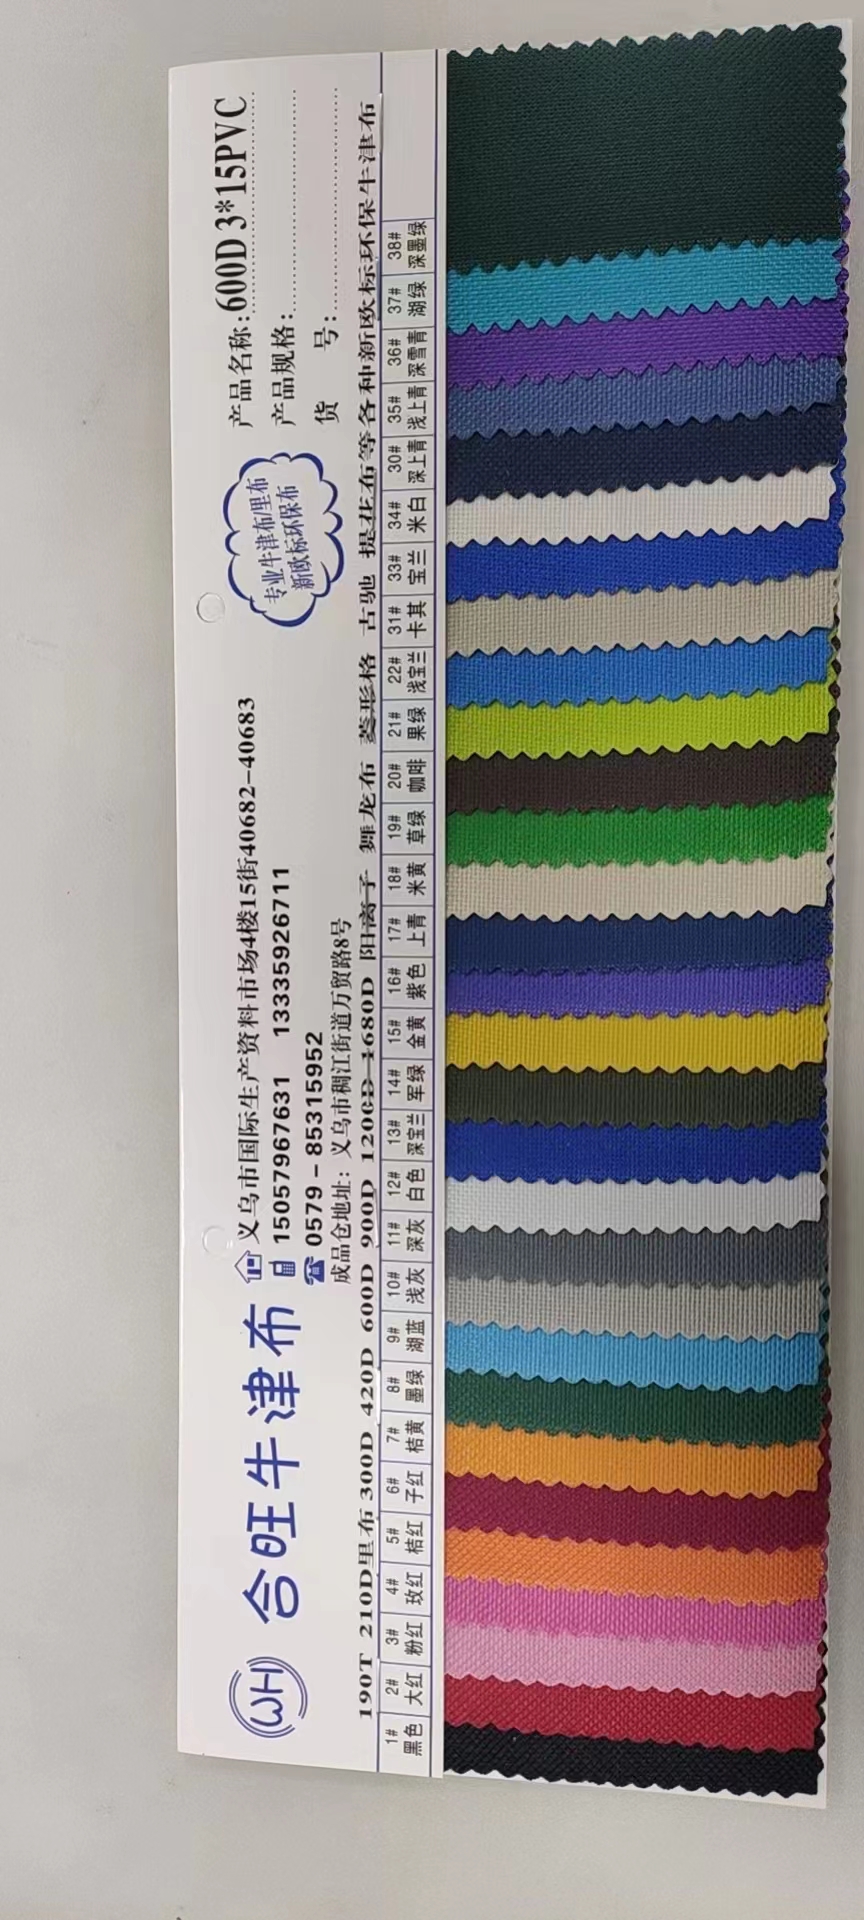 WH 合旺牛津布
义乌市国际生产资料市场4楼15街40682-40683
15057967631 13335926711
0579-85315952
成品仓地址：义乌市稠江街道万贸路8号
专业牛津布/里布
新欧标环保布
产品名称：600D 3*15PVC
产品规格：
货 号：
190T 210D里布 300D 420D 600D 900D 1200D 1680D 阳离子 舞龙布 菱形格 古驰 提花布等各种新欧标环保牛津布
1# 2# 3# 4# 5# 6# 7# 8# 9# 10# 11# 12# 13# 14# 15# 16# 17# 18# 19# 20# 21# 22# 31# 33# 34# 30# 35# 36# 37# 38#
黑色 大红 粉红 玫红 桔红 子红 桔黄 墨绿 湖蓝 浅灰 深灰 白色 深宝兰 军绿 金黄 紫色 上青 米黄 草绿 咖啡 果绿 浅宝兰 卡其 宝兰 米白 深上青 浅上青 深雪青 湖绿 深墨绿